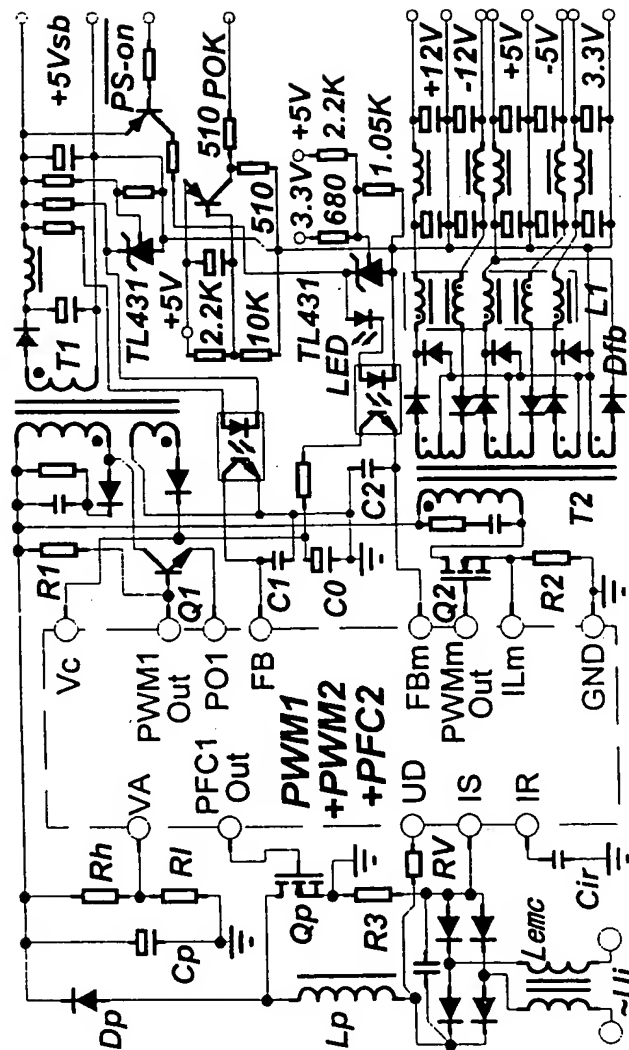 +5Vsb
PS-on
510 POK
+5V
2.2K
3.3V
680
1.05K
+12V
-12V
+5V
-5V
3.3V
T1
TL431
+5V
2.2K
510
10K
TL431
LED
L1
Dfb
R1
Q1
C1
C0
C2
Q2
R2
T2
Vc
PWM1
Out
PO1
FB
FBm
PWMm
Out
ILm
GND
PWM1
+PWM2
+PFC2
VA
PFC1
Out
UD
IS
IR
Rh
Rl
Cp
Dp
Qp
R3
Lp
RV
Cir
Lemc
~Ui